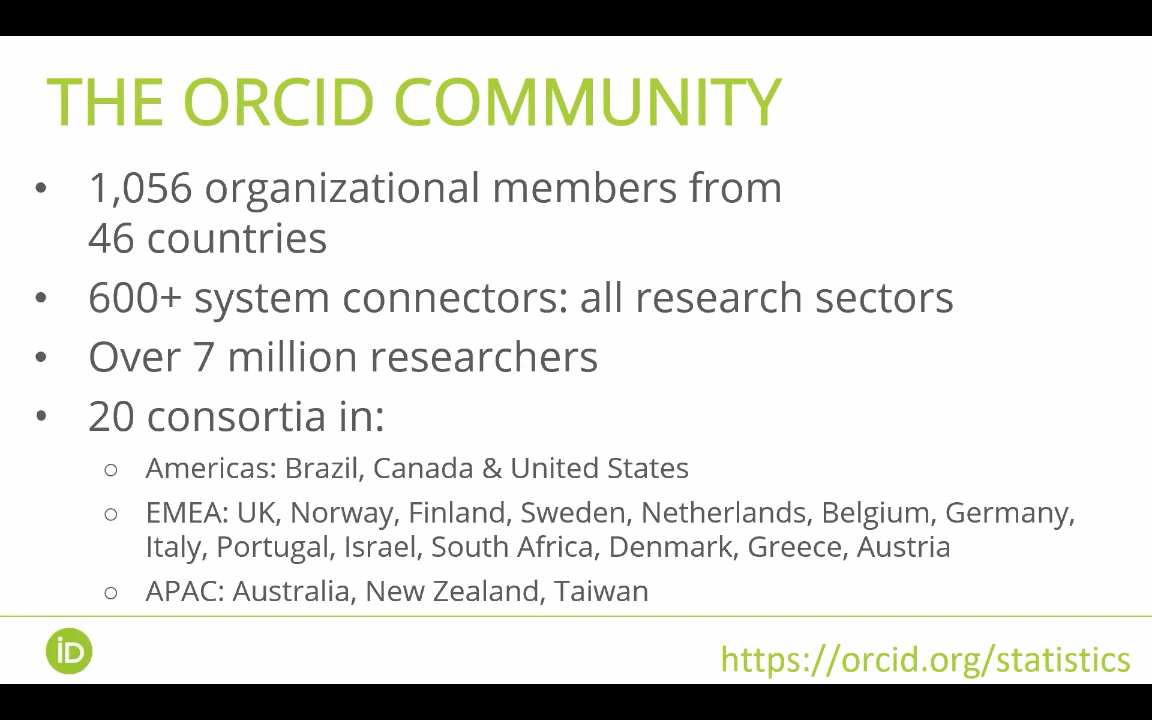 THE ORCID COMMUNITY
• 1,056 organizational members from
46 countries
• 600+ system connectors: all research sectors
• Over 7 million researchers
• 20 consortia in:
○ Americas: Brazil, Canada & United States
○ EMEA: UK, Norway, Finland, Sweden, Netherlands, Belgium, Germany,
Italy, Portugal, Israel, South Africa, Denmark, Greece, Austria
○ APAC: Australia, New Zealand, Taiwan
iD
https://orcid.org/statistics